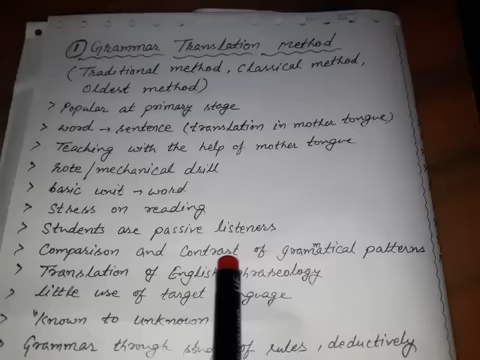 ① Grammar Translation Method
(Traditional method, Classical method,
Oldest method)
> Popular at primary stage
> word → sentence (translation in mother tongue)
> Teaching with the help of mother tongue
> Rote/mechanical drill
> basic unit → word
> Stress on reading
> Students are passive listeners
> Comparison and Contrast of gramatical patterns
> Translation of English
> little use of target
> "Known to unknown
> Grammar through of rules, deductively